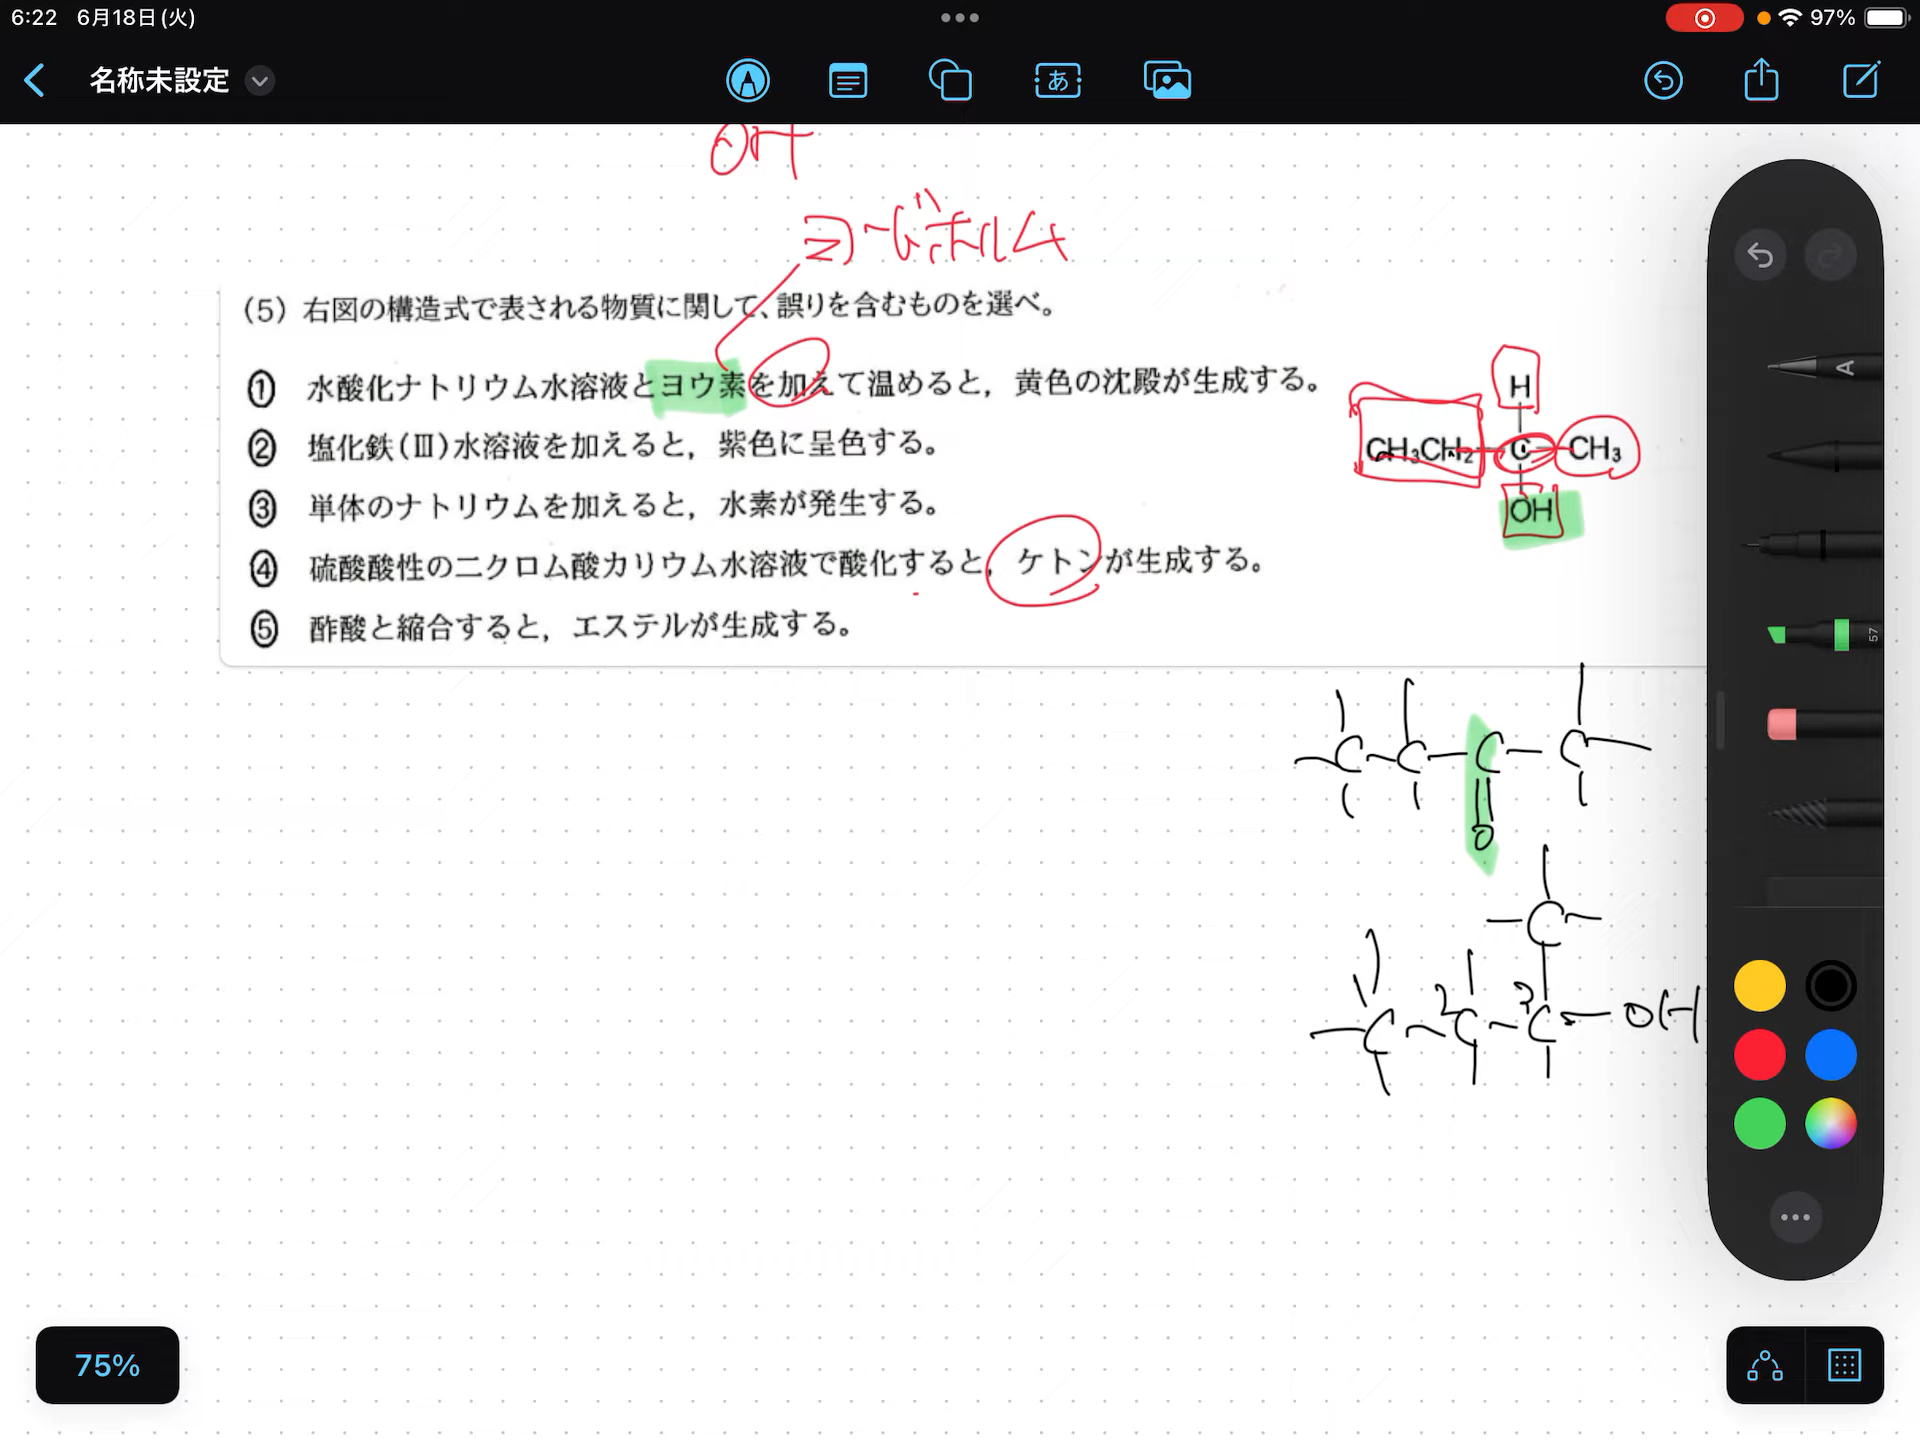 6:22 6月18日(火)
97%
名称未設定
あ
OH
ヨードホルム
(5) 右図の構造式で表される物質に関して、誤りを含むものを選べ。
① 水酸化ナトリウム水溶液とヨウ素を加えて温めると，黄色の沈殿が生成する。
② 塩化鉄(Ⅲ)水溶液を加えると，紫色に呈色する。
③ 単体のナトリウムを加えると，水素が発生する。
④ 硫酸酸性の二クロム酸カリウム水溶液で酸化すると，ケトンが生成する。
⑤ 酢酸と縮合すると，エステルが生成する。
H
CH₃CH₂-C-CH₃
OH
A
57
C-C-C-C
O
C
1 2 3
C-C-C-OH
75%